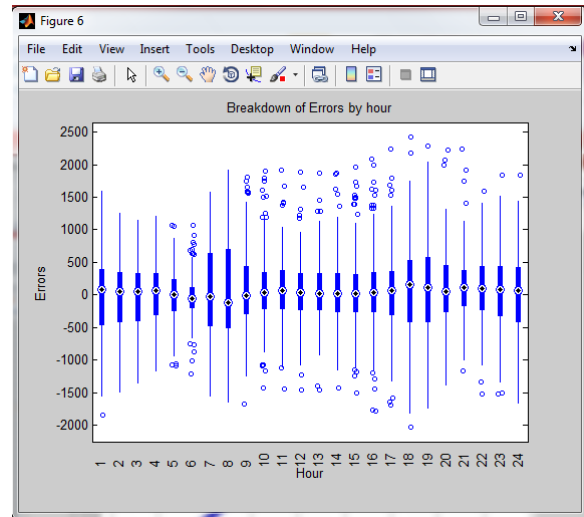 Figure 6
File Edit View Insert Tools Desktop Window Help
Breakdown of Errors by hour
2500
2000
1500
1000
500
0
-500
-1000
-1500
-2000
Errors
1 2 3 4 5 6 7 8 9 10 11 12 13 14 15 16 17 18 19 20 21 22 23 24
Hour